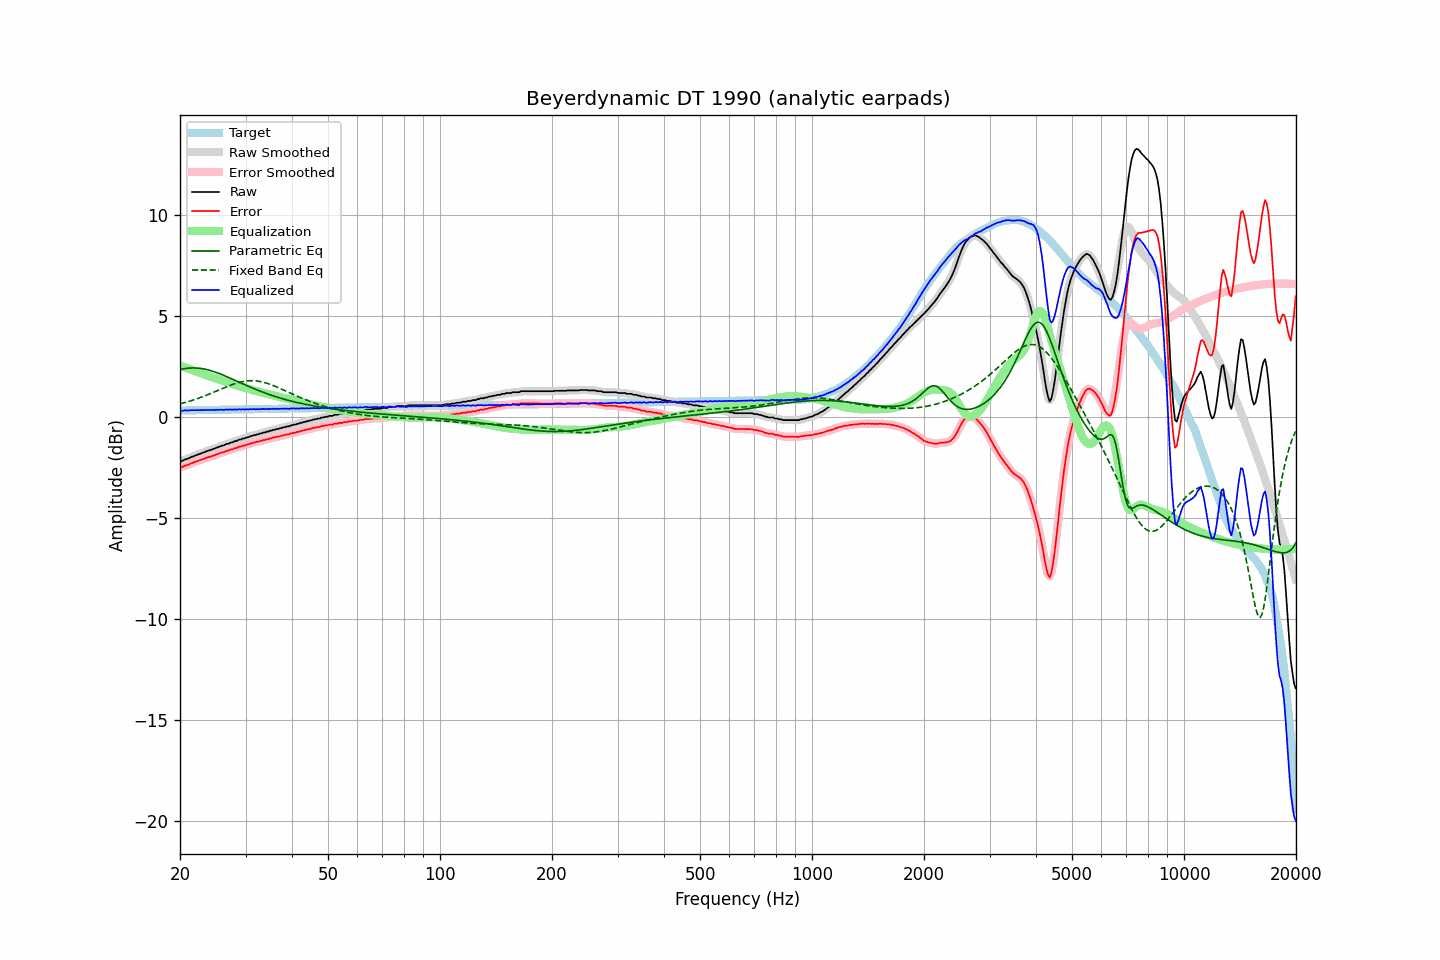 Beyerdynamic DT 1990 (analytic earpads)
Target
Raw Smoothed
Error Smoothed
Raw
Error
Equalization
Parametric Eq
Fixed Band Eq
Equalized
10
5
0
−5
−10
−15
−20
Amplitude (dBr)
20 50 100 200 500 1000 2000 5000 10000 20000
Frequency (Hz)